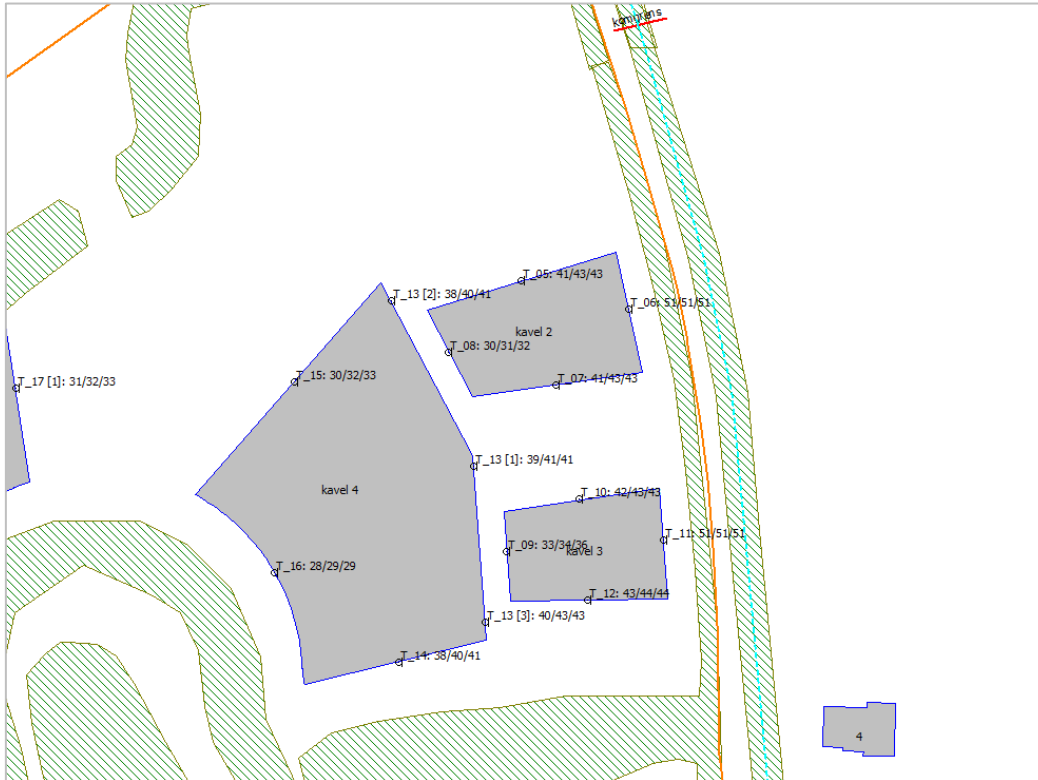 komgrens
T_05: 41/43/43
T_13 [2]: 38/40/41
T_06: 51/51/51
kavel 2
T_08: 30/31/32
T_15: 30/32/33
T_07: 41/43/43
T_17 [1]: 31/32/33
T_13 [1]: 39/41/41
kavel 4
T_10: 42/43/43
T_11: 51/51/51
T_09: 33/34/36
kavel 3
T_16: 28/29/29
T_12: 43/44/44
T_13 [3]: 40/43/43
T_14: 38/40/41
4